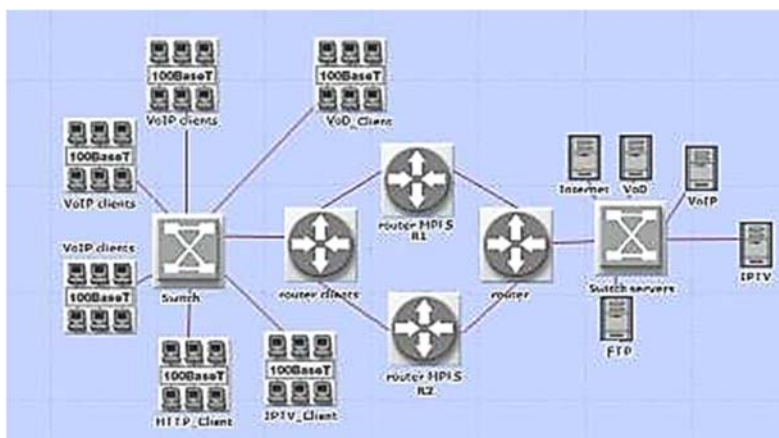 100BaseT
VoIP clients
100BaseT
VoD_Client
100BaseT
VoIP clients
router MPLS
R1
Internet
VoD
VoIP
VoIP clients
100BaseT
Switch
router clients
router
Switch servers
IPTV
100BaseT
HTTP_Client
100BaseT
IPTV_Client
router MPLS
R2
FTP